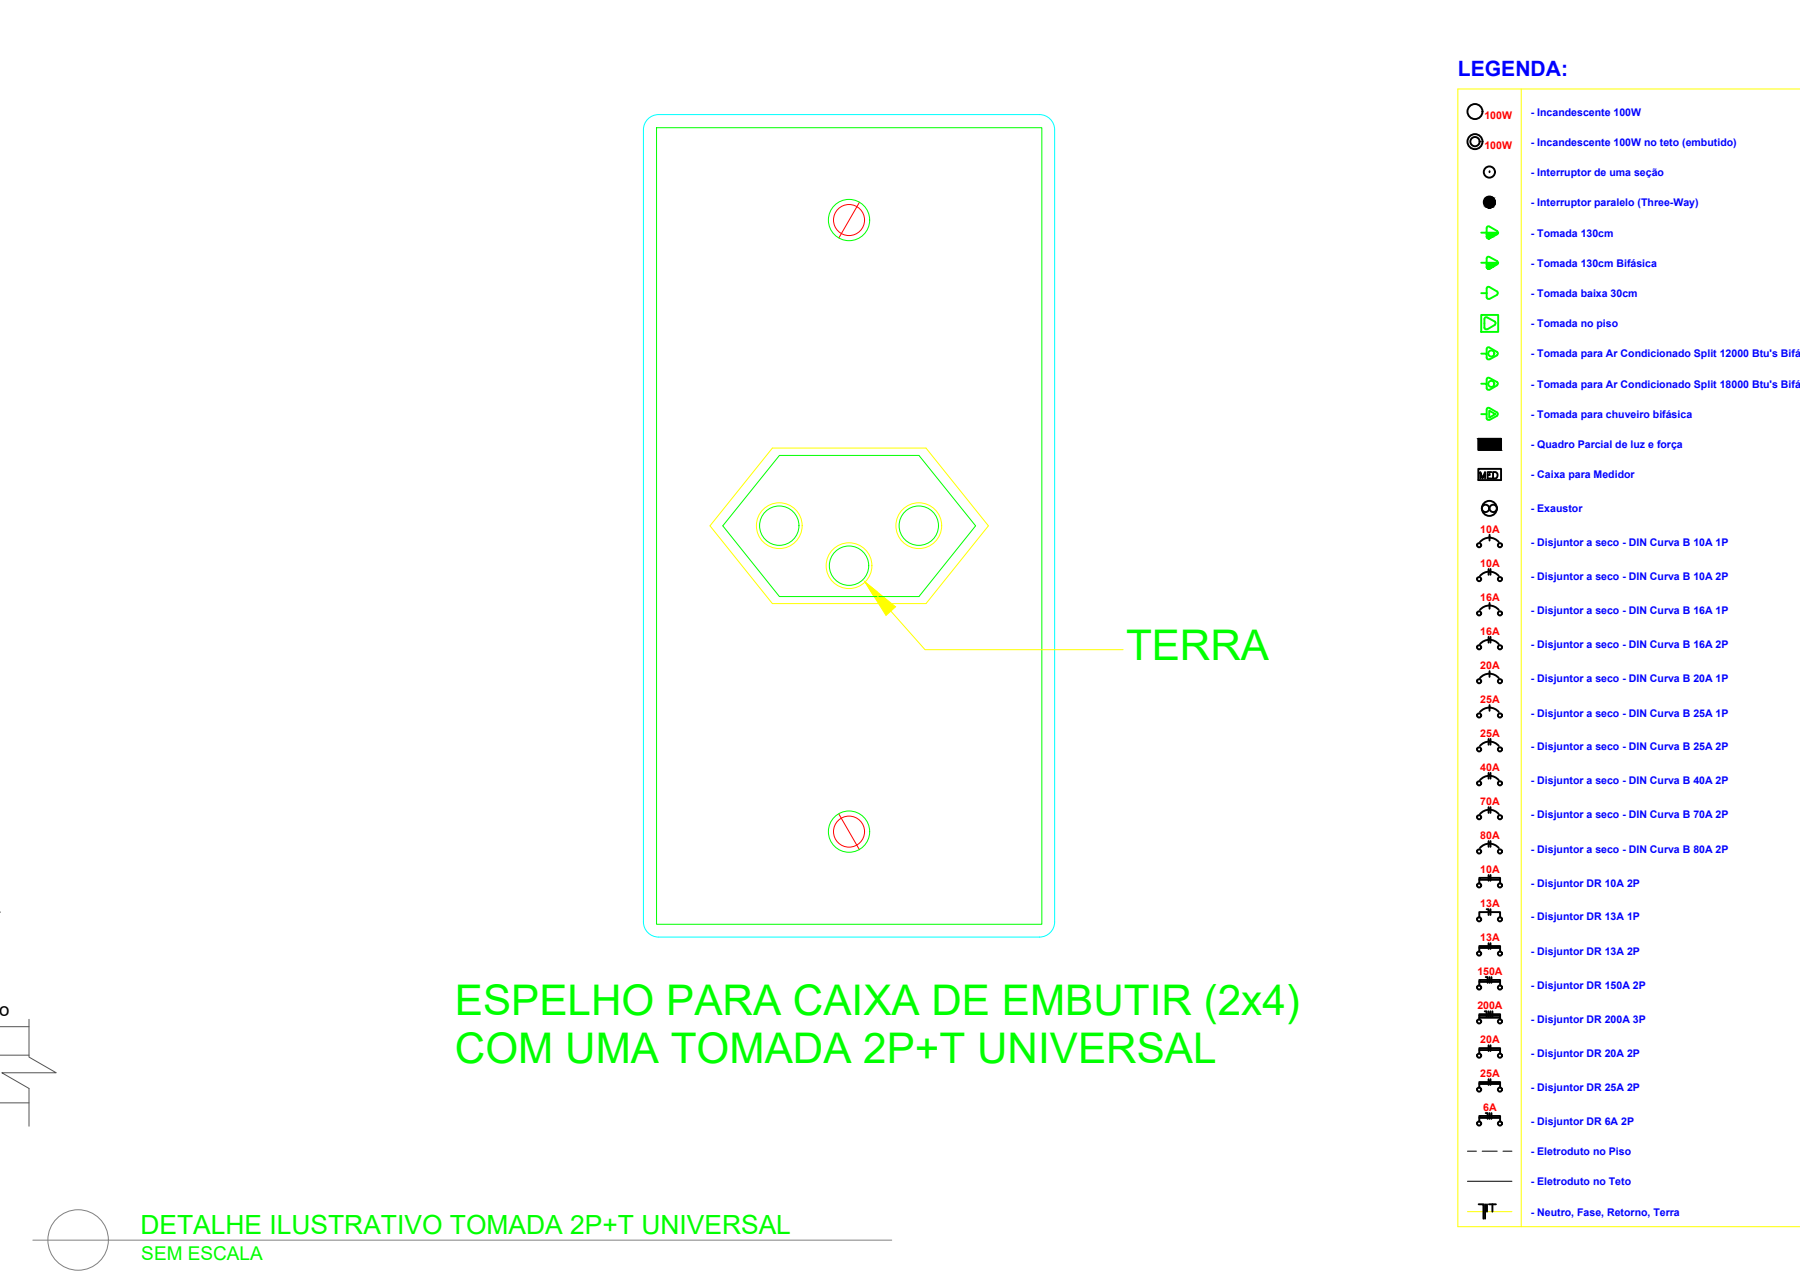 TERRA
ESPELHO PARA CAIXA DE EMBUTIR (2x4)
COM UMA TOMADA 2P+T UNIVERSAL
DETALHE ILUSTRATIVO TOMADA 2P+T UNIVERSAL
SEM ESCALA
o
LEGENDA:
100W - Incandescente 100W
100W - Incandescente 100W no teto (embutido)
- Interruptor de uma seção
- Interruptor paralelo (Three-Way)
- Tomada 130cm
- Tomada 130cm Bifásica
- Tomada baixa 30cm
- Tomada no piso
- Tomada para Ar Condicionado Split 12000 Btu's Bifá
- Tomada para Ar Condicionado Split 18000 Btu's Bifá
- Tomada para chuveiro bifásica
- Quadro Parcial de luz e força
MED - Caixa para Medidor
- Exaustor
10A - Disjuntor a seco - DIN Curva B 10A 1P
10A - Disjuntor a seco - DIN Curva B 10A 2P
16A - Disjuntor a seco - DIN Curva B 16A 1P
16A - Disjuntor a seco - DIN Curva B 16A 2P
20A - Disjuntor a seco - DIN Curva B 20A 1P
25A - Disjuntor a seco - DIN Curva B 25A 1P
25A - Disjuntor a seco - DIN Curva B 25A 2P
40A - Disjuntor a seco - DIN Curva B 40A 2P
70A - Disjuntor a seco - DIN Curva B 70A 2P
80A - Disjuntor a seco - DIN Curva B 80A 2P
10A - Disjuntor DR 10A 2P
13A - Disjuntor DR 13A 1P
13A - Disjuntor DR 13A 2P
150A - Disjuntor DR 150A 2P
200A - Disjuntor DR 200A 3P
20A - Disjuntor DR 20A 2P
25A - Disjuntor DR 25A 2P
6A - Disjuntor DR 6A 2P
- Eletroduto no Piso
- Eletroduto no Teto
- Neutro, Fase, Retorno, Terra